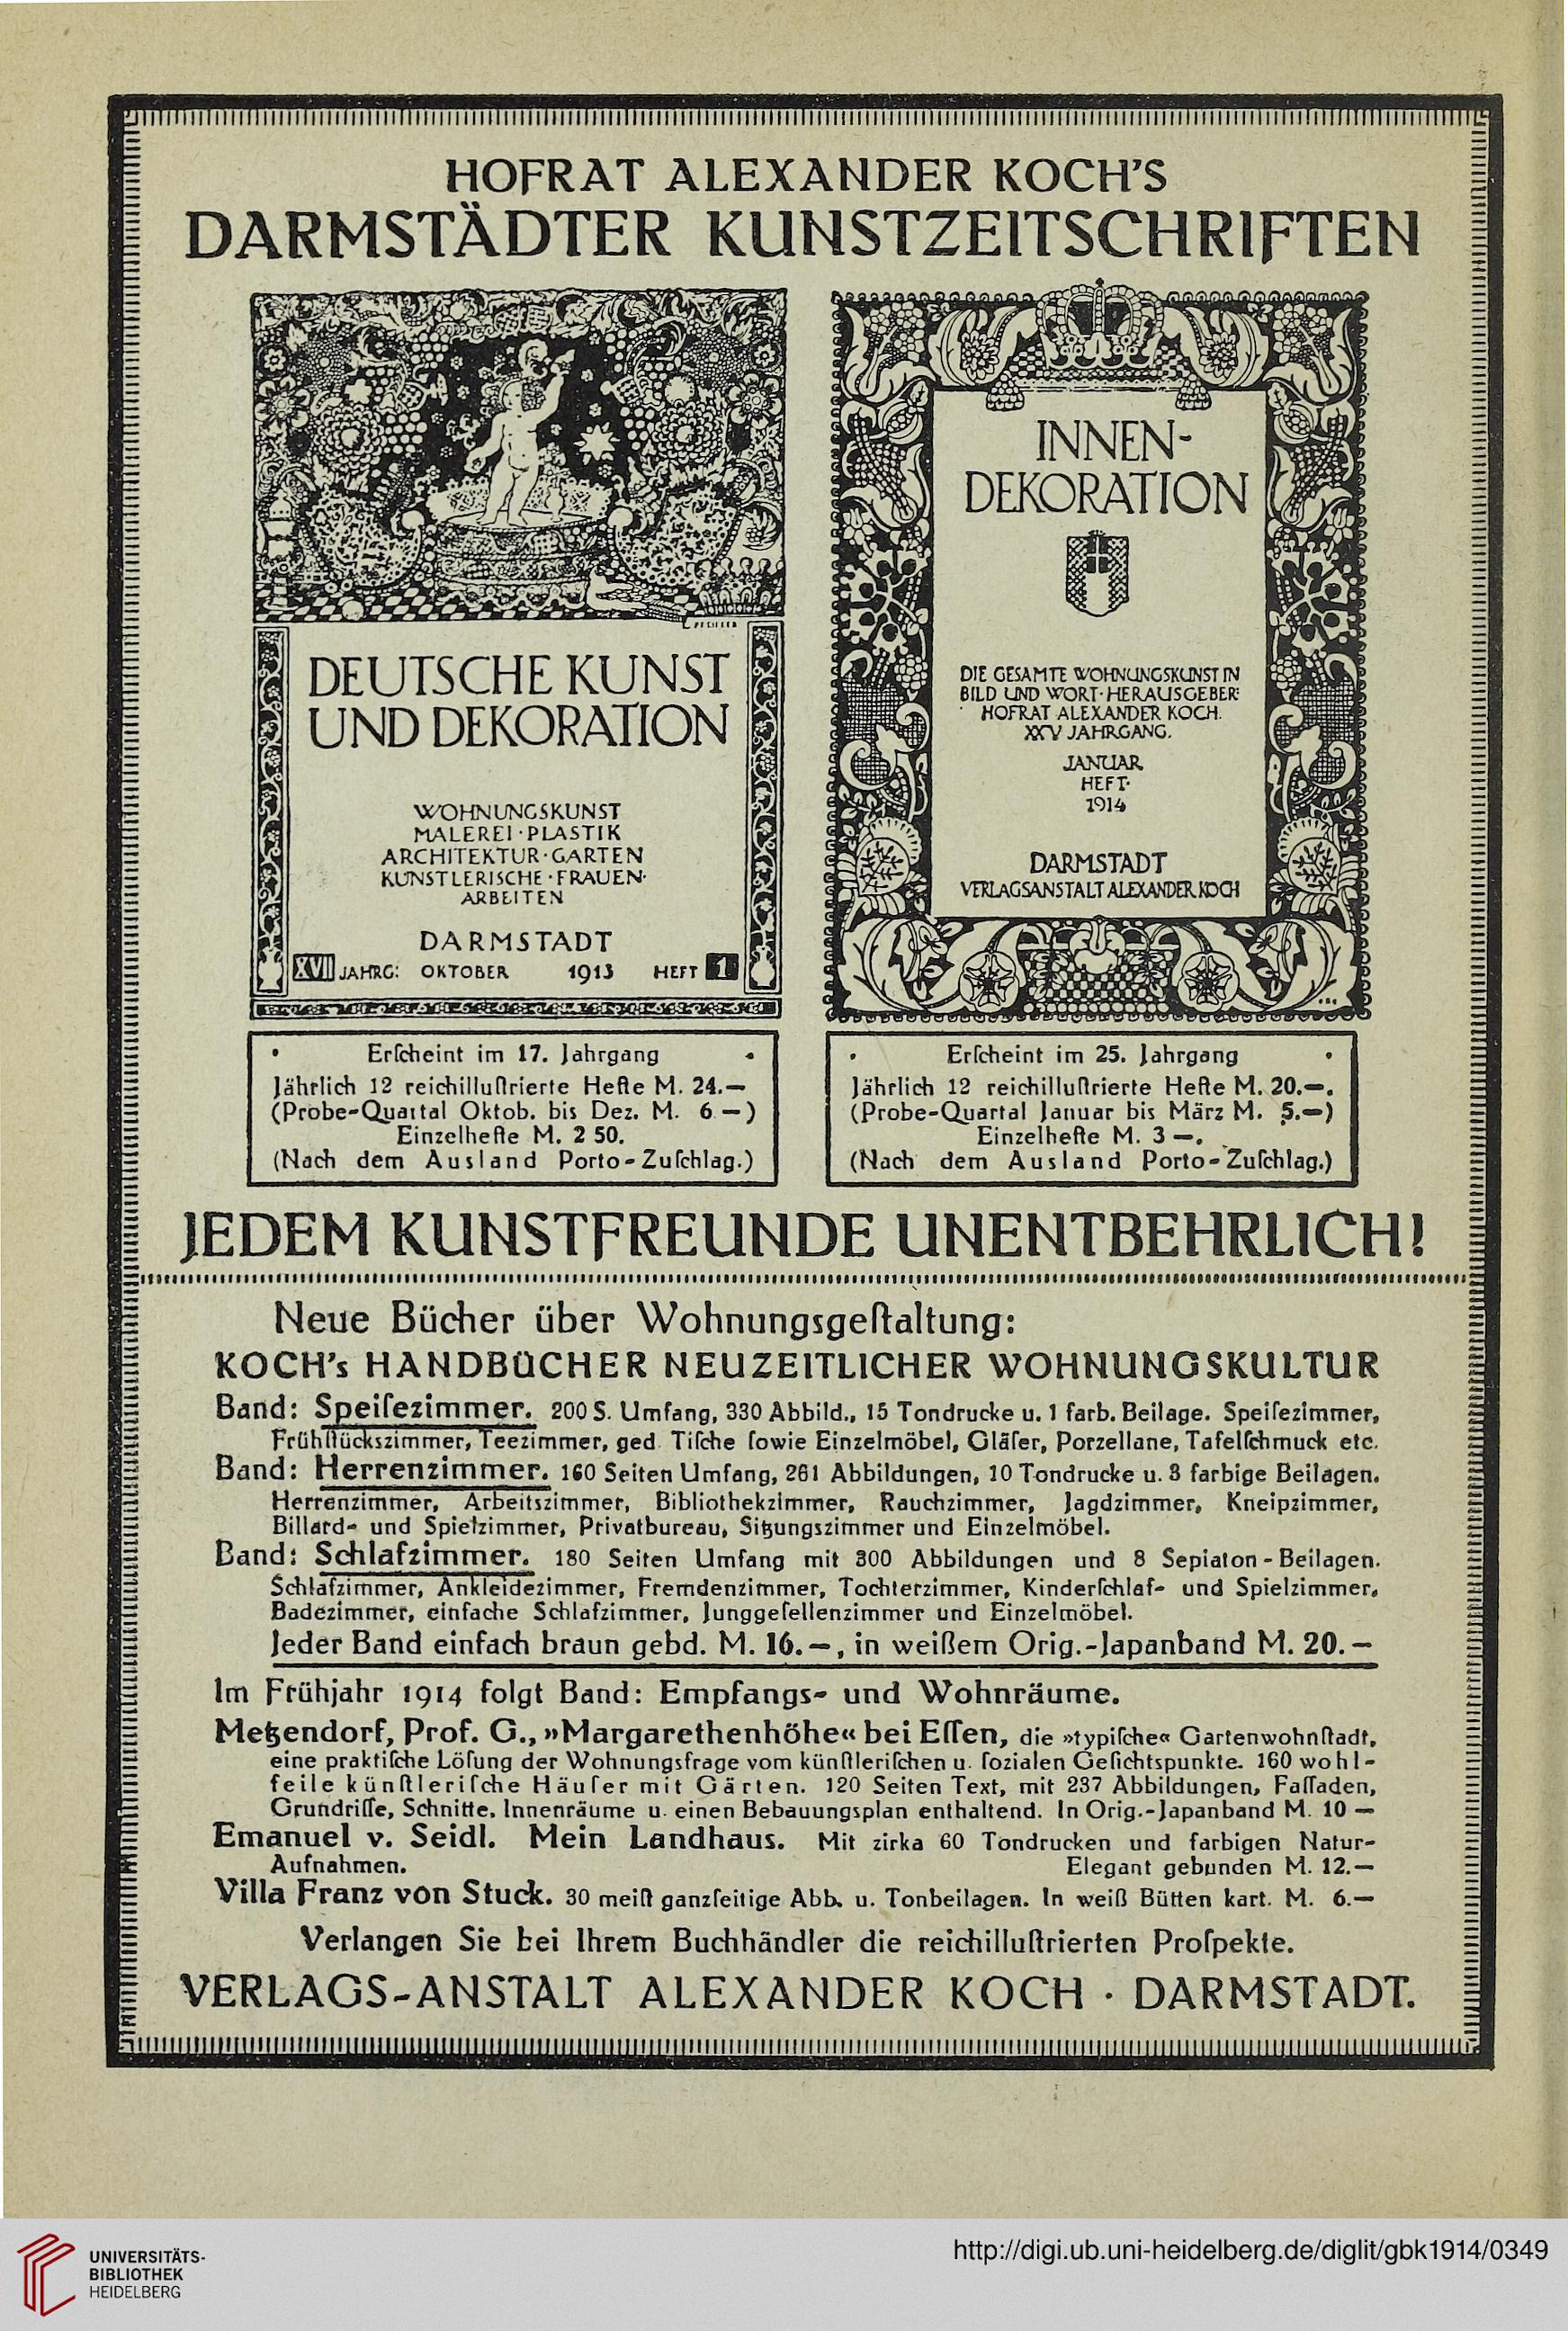 HOFRAT ALEXANDER KOCH'S
DARMSTÄDTER KUNSTZEITSCHRIFTEN
DEUTSCHE KUNST
UND DEKORATION
WOHNUNGSKUNST
MALEREI · PLASTIK
ARCHITEKTUR · GARTEN
KUNSTLERISCHE · FRAUEN-
ARBEITEN
DARMSTADT
XVII JAHRG: OKTOBER 1913 HEFT 1
INNEN-
DEKORATION
DIE GESAMTE WOHNUNGSKUNST IN
BILD UND WORT · HERAUSGEBER:
HOFRAT ALEXANDER KOCH.
XXV JAHRGANG.
JANUAR
HEFT·
1914
DARMSTADT
VERLAGSANSTALT ALEXANDER KOCH
Erſcheint im 17. Jahrgang
Jährlich 12 reichilluſtrierte Hefte M. 24.—
(Probe-Quartal Oktob. bis Dez. M. 6 —)
Einzelhefte M. 2 50.
(Nach dem Ausland Porto-Zuſchlag.)
Erſcheint im 25. Jahrgang
Jährlich 12 reichilluſtrierte Hefte M. 20.—.
(Probe-Quartal Januar bis März M. 5.—)
Einzelhefte M. 3 —.
(Nach dem Ausland Porto-Zuſchlag.)
JEDEM KUNSTFREUNDE UNENTBEHRLICH!
Neue Bücher über Wohnungsgeſtaltung:
KOCH's HANDBÜCHER NEUZEITLICHER WOHNUNGSKULTUR
Band: Speiſezimmer. 200 S. Umfang, 330 Abbild., 15 Tondrucke u. 1 farb. Beilage. Speiſezimmer,
Frühſtückszimmer, Teezimmer, ged. Tiſche ſowie Einzelmöbel, Gläſer, Porzellane, Tafelſchmuck etc.
Band: Herrenzimmer. 160 Seiten Umfang, 261 Abbildungen, 10 Tondrucke u. 3 farbige Beilagen.
Herrenzimmer, Arbeitszimmer, Bibliothekzimmer, Rauchzimmer, Jagdzimmer, Kneipzimmer,
Billard- und Spielzimmer, Privatbureau, Sitzungszimmer und Einzelmöbel.
Band: Schlafzimmer. 180 Seiten Umfang mit 300 Abbildungen und 8 Sepiaton-Beilagen.
Schlafzimmer, Ankleidezimmer, Fremdenzimmer, Tochterzimmer, Kinderſchlaf- und Spielzimmer,
Badezimmer, einfache Schlafzimmer, Junggeſellenzimmer und Einzelmöbel.
Jeder Band einfach braun gebd. M. 16.—, in weißem Orig.-Japanband M. 20.—
Im Frühjahr 1914 folgt Band: Empfangs- und Wohnräume.
Metzendorf, Prof. G., »Margarethenhöhe« bei Eſſen, die »typiſche« Gartenwohnſtadt,
eine praktiſche Löſung der Wohnungsfrage vom künſtleriſchen u. ſozialen Geſichtspunkte. 160 wohl-
feile künſtleriſche Häuſer mit Gärten. 120 Seiten Text, mit 237 Abbildungen, Faſſaden,
Grundriſſe, Schnitte, Innenräume u. einen Bebauungsplan enthaltend. In Orig.-Japanband M. 10 —
Emanuel v. Seidl. Mein Landhaus. Mit zirka 60 Tondrucken und farbigen Natur-
Aufnahmen. Elegant gebunden M. 12.—
Villa Franz von Stuck. 30 meiſt ganzſeitige Abb. u. Tonbeilagen. In weiß Bütten kart. M. 6.—
Verlangen Sie bei Ihrem Buchhändler die reichilluſtrierten Proſpekte.
VERLAGS-ANSTALT ALEXANDER KOCH · DARMSTADT.
UNIVERSITÄTS-
BIBLIOTHEK
HEIDELBERG
http://digi.ub.uni-heidelberg.de/diglit/gbk1914/0349